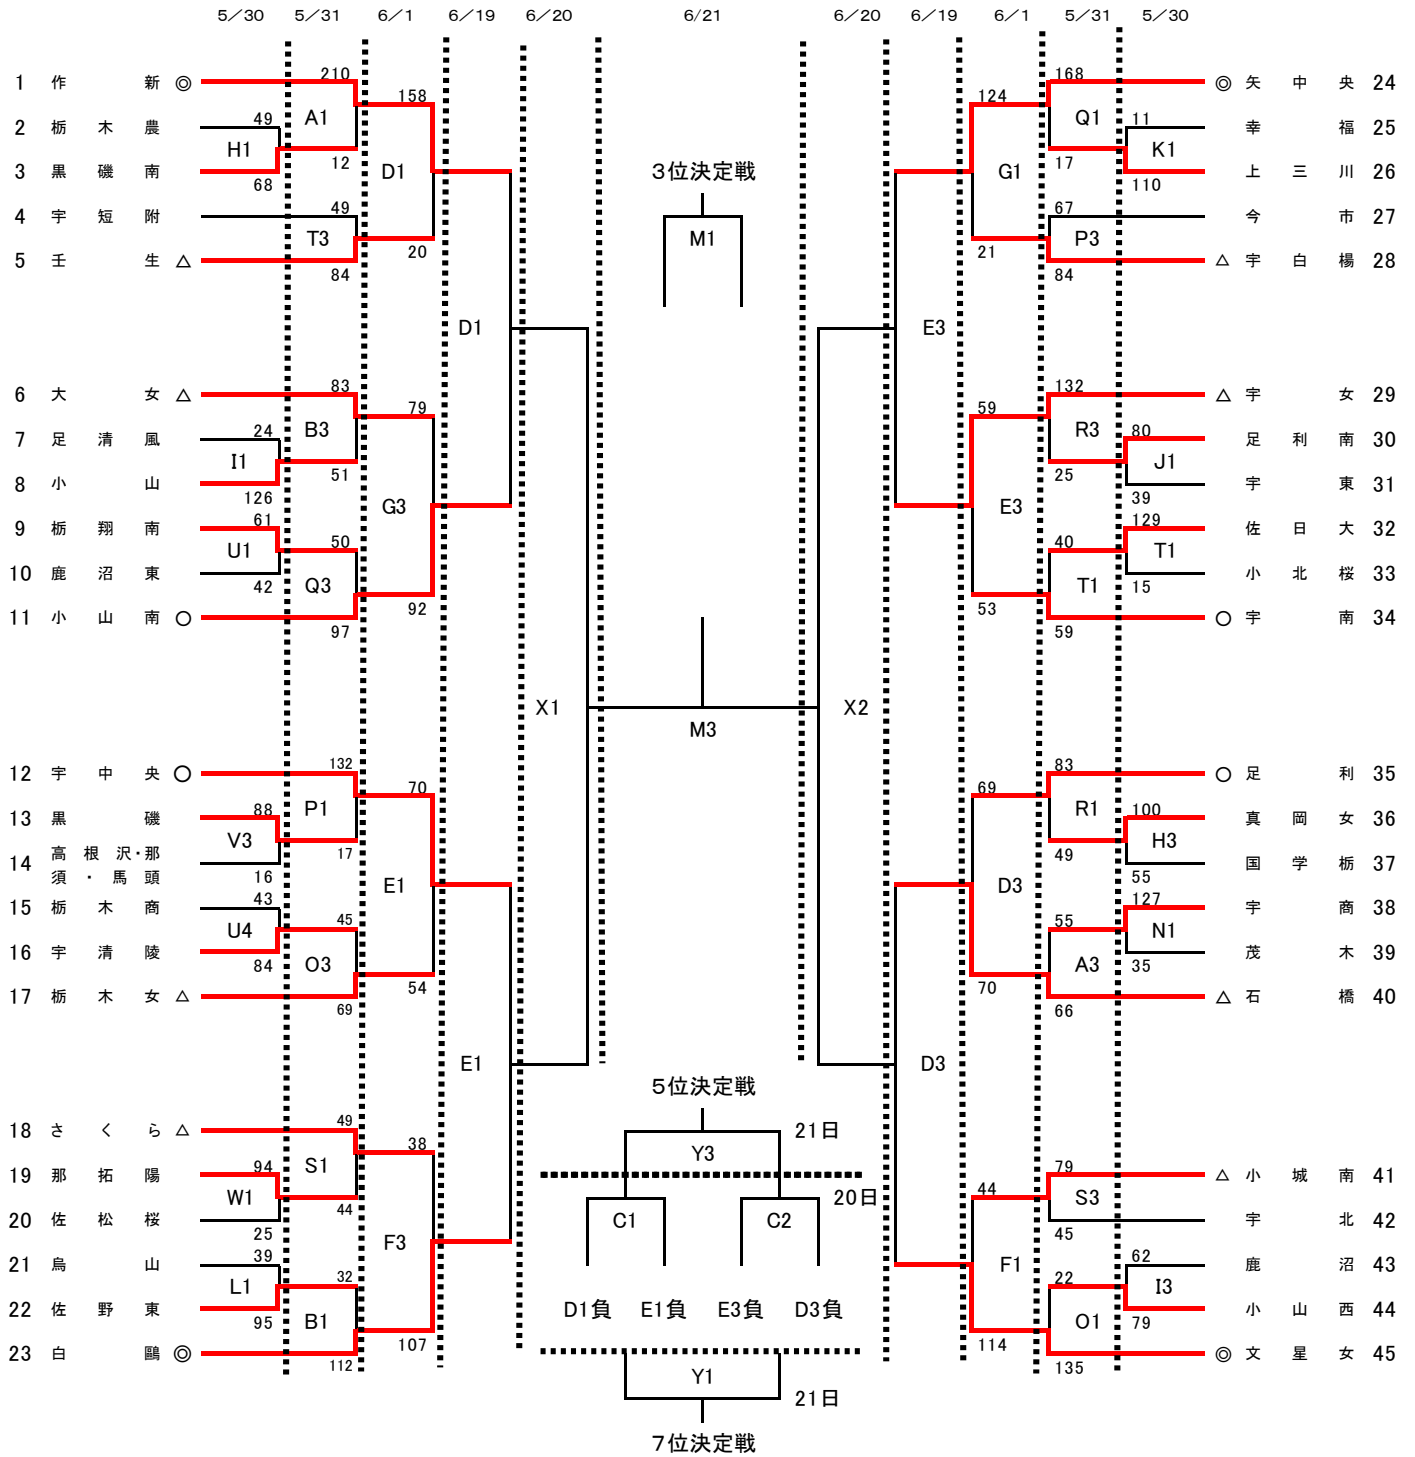 5/30 5/31 6/1 6/19 6/20 6/21 6/20 6/19 6/1 5/31 5/30
1 作新 ◎ 210 158 124 168 ◎ 矢中央 24
2 栃木農 49 A1 Q1 11 幸福 25
H1 K1
3 黒磯南 68 12 D1 3位決定戦 G1 17 110 上三川 26
4 宇短附 49 67 今市 27
T3 M1 P3
5 壬生 △ 84 20 21 84 △ 宇白楊 28
D1 E3
6 大女 △ 83 79 59 132 △ 宇女 29
7 足清風 24 B3 R3 80 足利南 30
I1 J1
8 小山 126 51 25 39 宇東 31
G3 E3
9 栃翔南 61 50 40 129 佐日大 32
U1 T1
10 鹿沼東 42 Q3 T1 15 小北桜 33
11 小山南 ○ 97 92 53 59 ○ 宇南 34
X1 M3 X2
12 宇中央 ○ 132 70 69 83 ○ 足利 35
13 黒磯 88 P1 R1 100 真岡女 36
V3 H3
14 高根沢・那須・馬頭 16 17 49 55 国学栃 37
E1 D3
15 栃木商 43 45 55 127 宇商 38
U4 N1
16 宇清陵 84 O3 A3 35 茂木 39
17 栃木女 △ 69 54 70 66 △ 石橋 40
E1 D3
5位決定戦
18 さくら △ 49 38 21日
Y3
19 那拓陽 94 S1 44 79 △ 小城南 41
W1 20日 S3
20 佐松桜 25 44 C1 C2 45 宇北 42
F3 F1
21 烏山 39 32 22 62 鹿沼 43
L1 I3
22 佐野東 95 B1 D1負 E1負 E3負 D3負 O1 79 小山西 44
23 白鷗 ◎ 112 107 114 135 ◎ 文星女 45
Y1
21日
7位決定戦